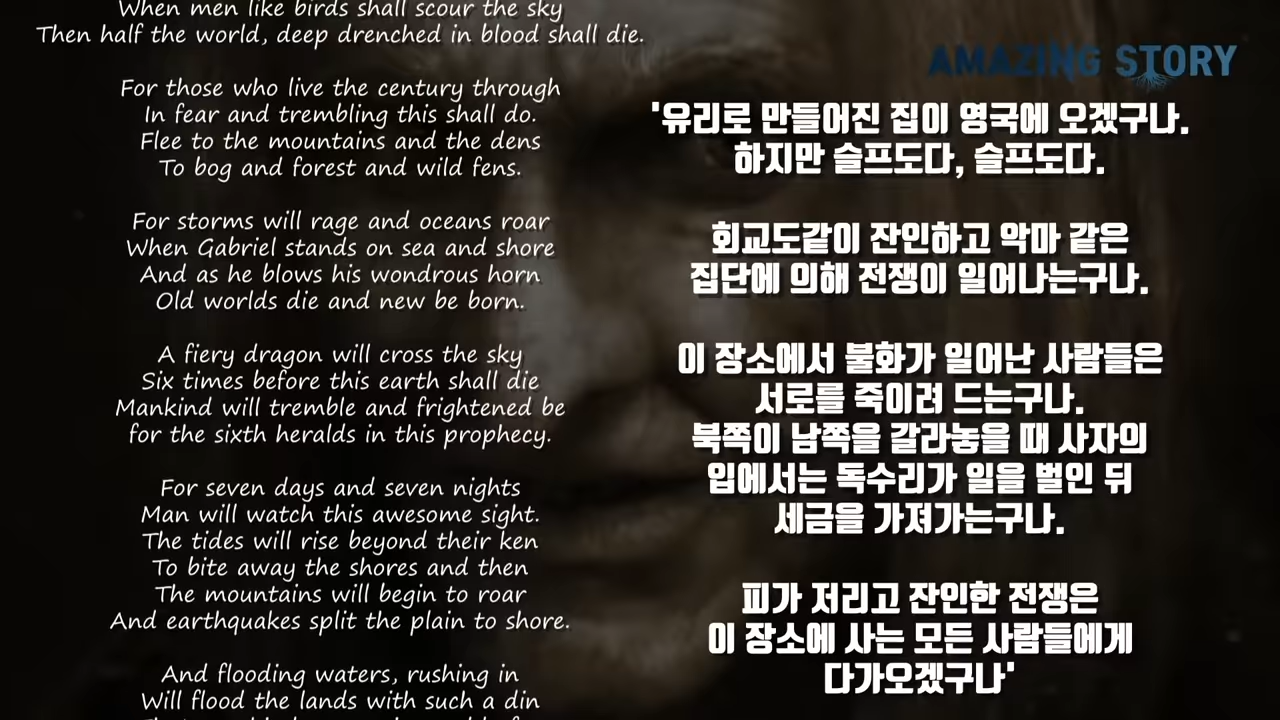 When men like birds shall scour the sky
Then half the world, deep drenched in blood shall die.
For those who live the century through
In fear and trembling this shall do.
Flee to the mountains and the dens
To bog and forest and wild fens.
For storms will rage and oceans roar
When Gabriel stands on sea and shore
And as he blows his wondrous horn
Old worlds die and new be born.
A fiery dragon will cross the sky
Six times before this earth shall die
Mankind will tremble and frightened be
for the sixth heralds in this prophecy.
For seven days and seven nights
Man will watch this awesome sight.
The tides will rise beyond their ken
To bite away the shores and then
The mountains will begin to roar
And earthquakes split the plain to shore.
And flooding waters, rushing in
Will flood the lands with such a din
AMAZING STORY
'유리로 만들어진 집이 영국에 오겠구나.
하지만 슬프도다, 슬프도다.
회교도같이 잔인하고 악마 같은
집단에 의해 전쟁이 일어나는구나.
이 장소에서 불화가 일어난 사람들은
서로를 죽이려 드는구나.
북쪽이 남쪽을 갈라놓을 때 사자의
입에서는 독수리가 일을 벌인 뒤
세금을 가져가는구나.
피가 저리고 잔인한 전쟁은
이 장소에 사는 모든 사람들에게
다가오겠구나'